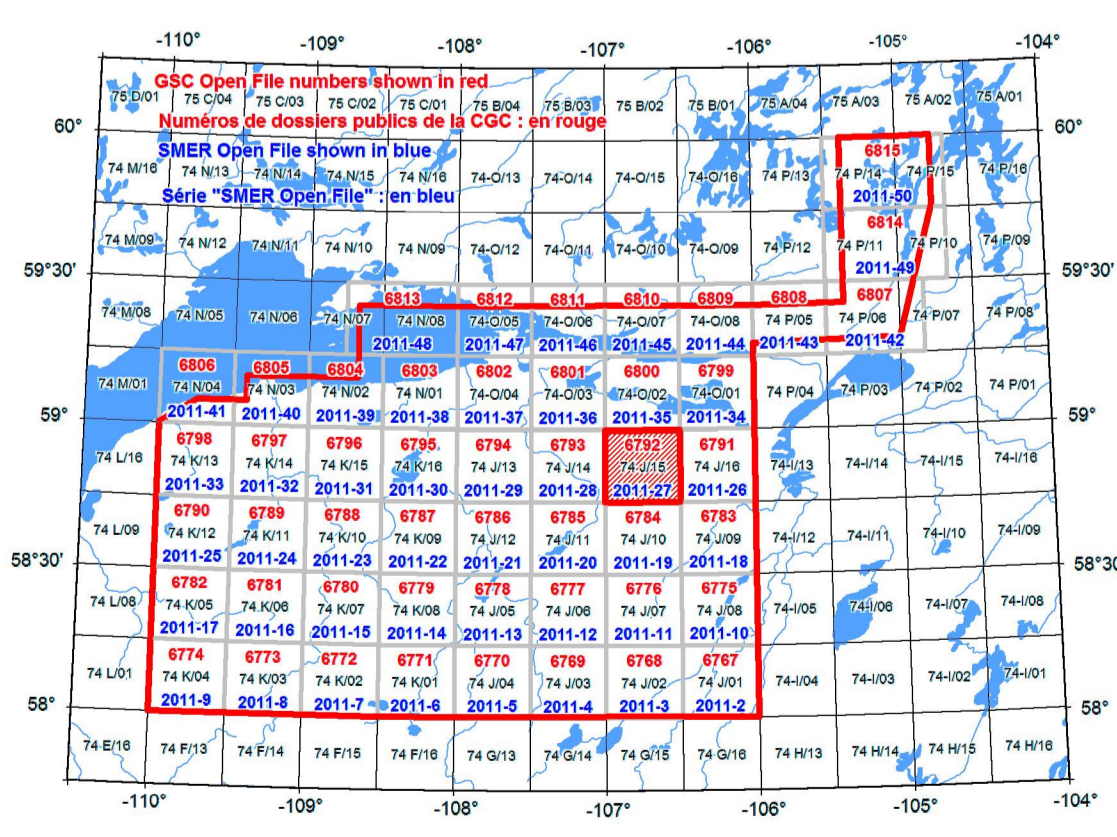 -110° -109° -108° -107° -106° -105° -104°
GSC Open File numbers shown in red
75 D/01 75 C/04 75 C/03 75 C/02 75 C/01 75 B/04 75 B/03 75 B/02 75 B/01 75 A/04 75 A/03 75 A/02 75 A/01
Numéros de dossiers publics de la CGC : en rouge
60° 60°
SMER Open File shown in blue
6815
74 M/16 74 N/13 74 N/14 74 N/15 74 N/16 74-O/13 74-O/14 74-O/15 74-O/16 74 P/13 74 P/14 74 P/15 74 P/16
Série "SMER Open File" : en bleu
2011-50
6814
74 M/09 74 N/12 74 N/11 74 N/10 74 N/09 74-O/12 74-O/11 74-O/10 74-O/09 74 P/12 74 P/11 74 P/10 74 P/09
2011-49
59°30' 59°30'
6813 6812 6811 6810 6809 6808 6807
74 M/08 74 N/05 74 N/06 74 N/07 74 N/08 74-O/05 74-O/06 74-O/07 74-O/08 74 P/05 74 P/06 74 P/07 74 P/08
2011-48 2011-47 2011-46 2011-45 2011-44 2011-43 2011-42
6806 6805 6804 6803 6802 6801 6800 6799
74 M/01 74 N/04 74 N/03 74 N/02 74 N/01 74-O/04 74-O/03 74-O/02 74-O/01 74 P/04 74 P/03 74 P/02 74 P/01
2011-41 2011-40 2011-39 2011-38 2011-37 2011-36 2011-35 2011-34
59° 59°
6798 6797 6796 6795 6794 6793 6792 6791
74 L/16 74 K/13 74 K/14 74 K/15 74 K/16 74 J/13 74 J/14 74-J/15 74 J/16 74-I/13 74-I/14 74-I/15 74-I/16
2011-33 2011-32 2011-31 2011-30 2011-29 2011-28 2011-27 2011-26
6790 6789 6788 6787 6786 6785 6784 6783
74 L/09 74 K/12 74 K/11 74 K/10 74 K/09 74 J/12 74 J/11 74 J/10 74 J/09 74-I/12 74-I/11 74-I/10 74-I/09
2011-25 2011-24 2011-23 2011-22 2011-21 2011-20 2011-19 2011-18
58°30' 58°30'
6782 6781 6780 6779 6778 6777 6776 6775
74 L/08 74 K/05 74 K/06 74 K/07 74 K/08 74 J/05 74 J/06 74 J/07 74 J/08 74-I/05 74-I/06 74-I/07 74-I/08
2011-17 2011-16 2011-15 2011-14 2011-13 2011-12 2011-11 2011-10
6774 6773 6772 6771 6770 6769 6768 6767
74 L/01 74 K/04 74 K/03 74 K/02 74 K/01 74 J/04 74 J/03 74 J/02 74 J/01 74-I/04 74-I/03 74-I/02 74-I/01
2011-9 2011-8 2011-7 2011-6 2011-5 2011-4 2011-3 2011-2
58° 58°
74 E/16 74 F/13 74 F/14 74 F/15 74 F/16 74 G/13 74 G/14 74 G/15 74 G/16 74 H/13 74 H/14 74 H/15 74 H/16
-110° -109° -108° -107° -106° -105° -104°